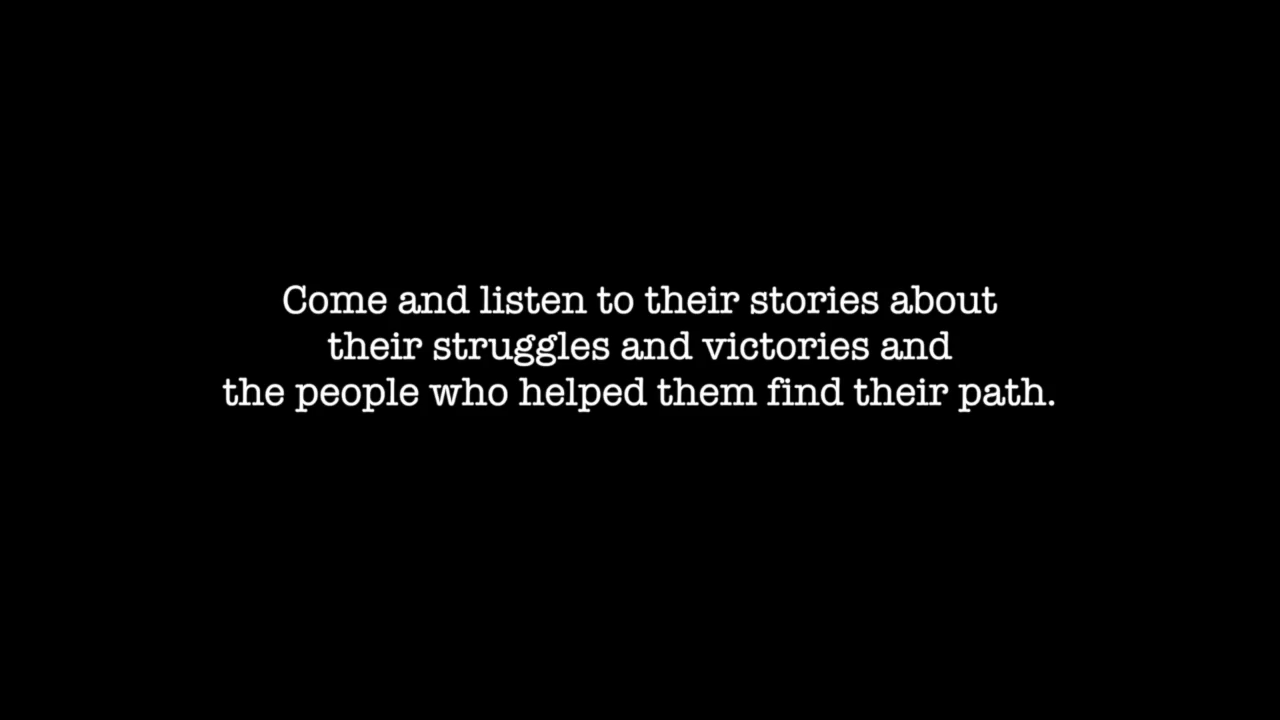 Come and listen to their stories about
their struggles and victories and
the people who helped them find their path.